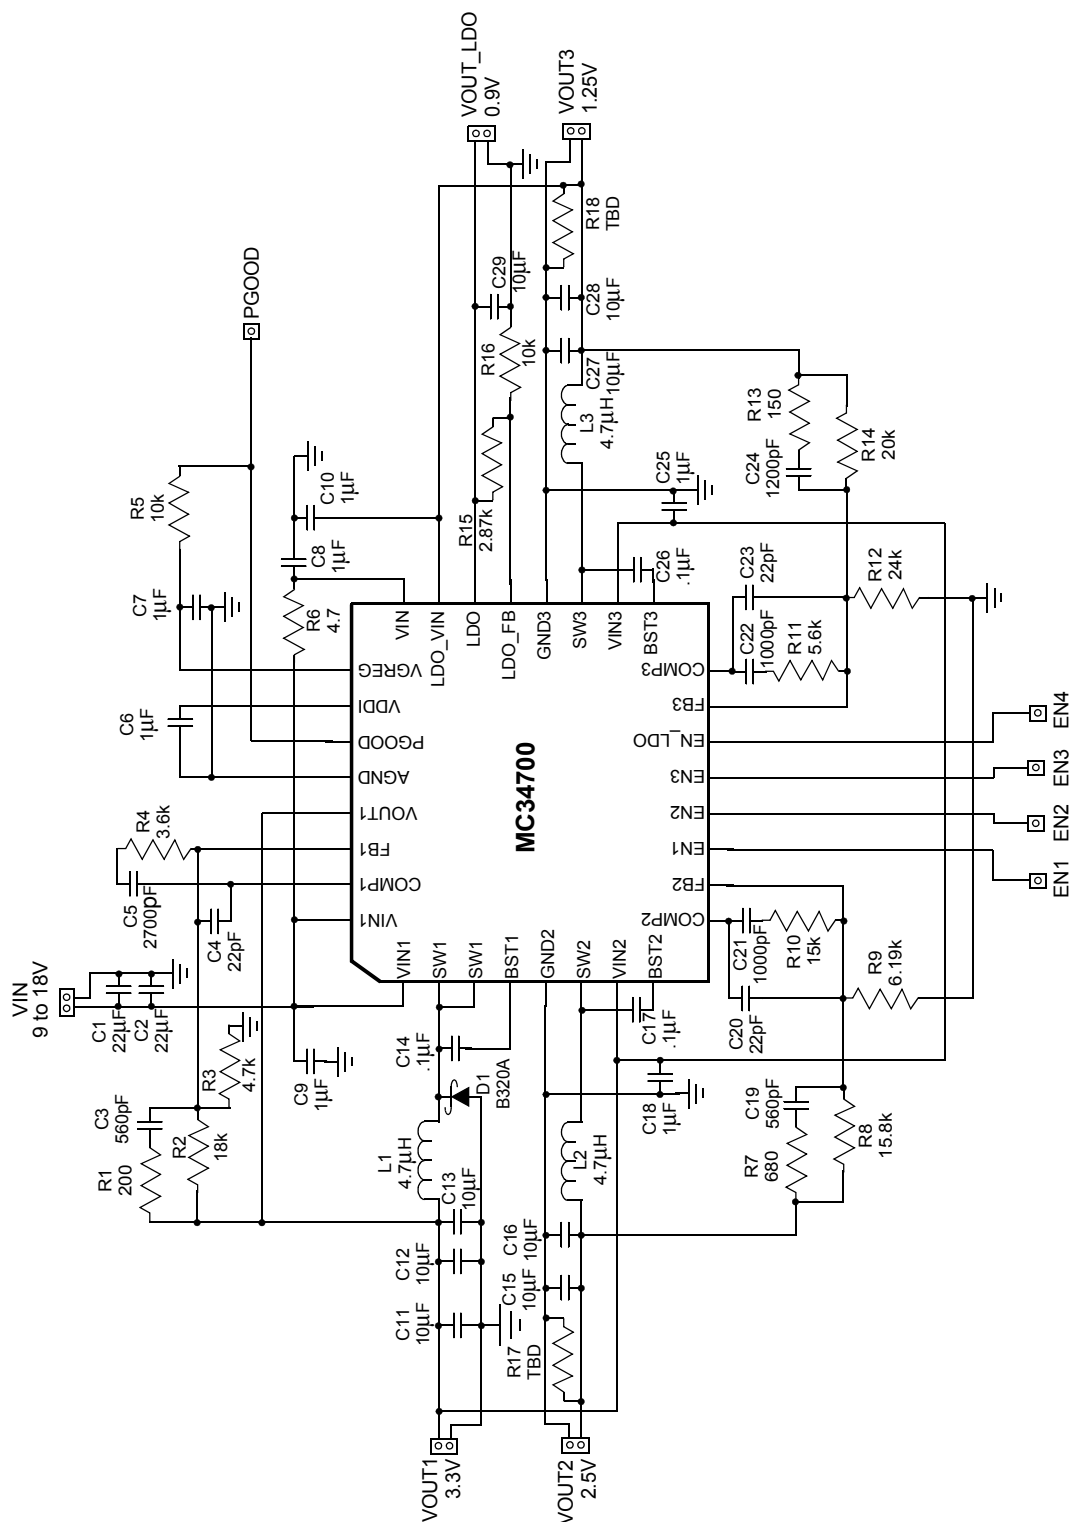 VIN
9 to 18V
C1
22µF
C2
22µF
C3
560pF
R1
200
R2
18k
R3
4.7k
C9
1µF
C4
22pF
C5
2700pF
R4
3.6k
C6
1µF
C7
1µF
R5
10k
PGOOD
R6
4.7
C8
1µF
C10
1µF
VOUT_LDO
0.9V
VOUT3
1.25V
R15
2.87k
R16
10k
C29
10µF
R18
TBD
C28
10µF
C27
10µF
L3
4.7µH
C25
1µF
C26
.1µF
R13
150
C24
1200pF
R14
20k
C23
22pF
C22
1000pF
R11
5.6k
R12
24k
MC34700
VIN1
COMP1
FB1
VOUT1
AGND
PGOOD
VDDI
VGREG
VIN
LDO_VIN
LDO
LDO_FB
GND3
SW3
VIN3
BST3
COMP3
FB3
EN_LDO
EN3
EN2
EN1
FB2
COMP2
VIN1
SW1
SW1
BST1
GND2
SW2
VIN2
BST2
EN4
EN3
EN2
EN1
C14
.1µF
D1
B320A
L1
4.7µH
C13
10µF
C12
10µF
C11
10µF
VOUT1
3.3V
C16
10µF
C15
10µF
R17
TBD
VOUT2
2.5V
L2
4.7µH
C17
.1µF
C18
1µF
C21
1000pF
R10
15k
C20
22pF
R9
6.19k
C19
560pF
R7
680
R8
15.8k